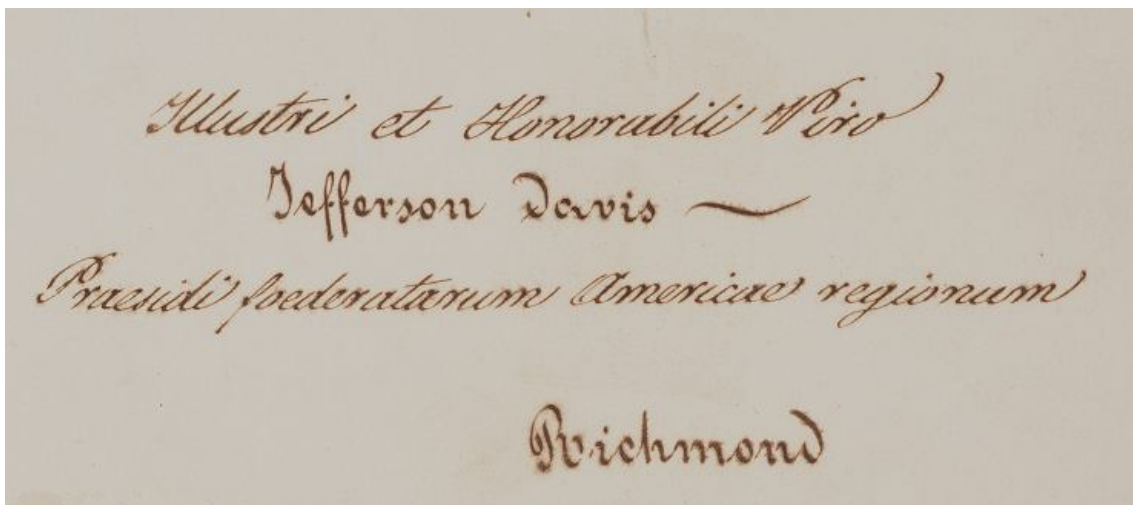 Illustri et Honorabili Viro
Jefferson Davis —
Praesidi foederatarum Americae regionum
Richmond